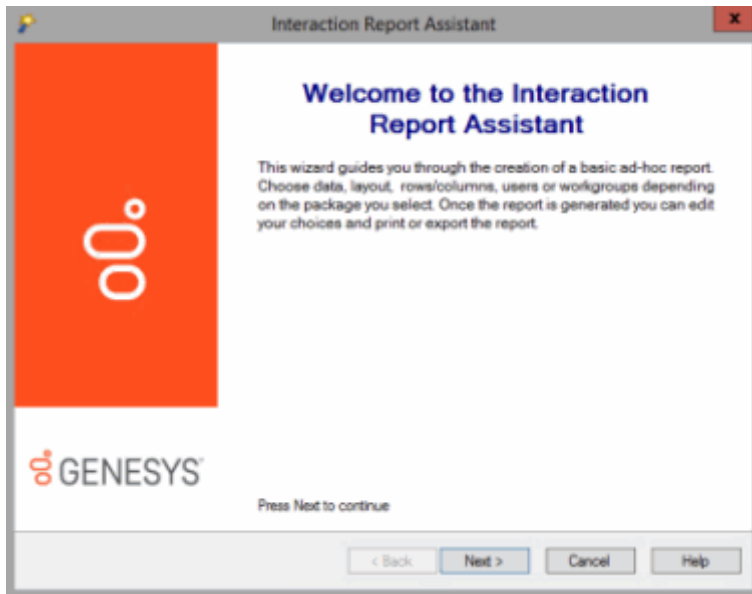 Interaction Report Assistant
x
Welcome to the Interaction
Report Assistant
This wizard guides you through the creation of a basic ad-hoc report.
Choose data, layout, rows/columns, users or workgroups depending
on the package you select. Once the report is generated you can edit
your choices and print or export the report.
GENESYS
Press Next to continue
< Back Next > Cancel Help